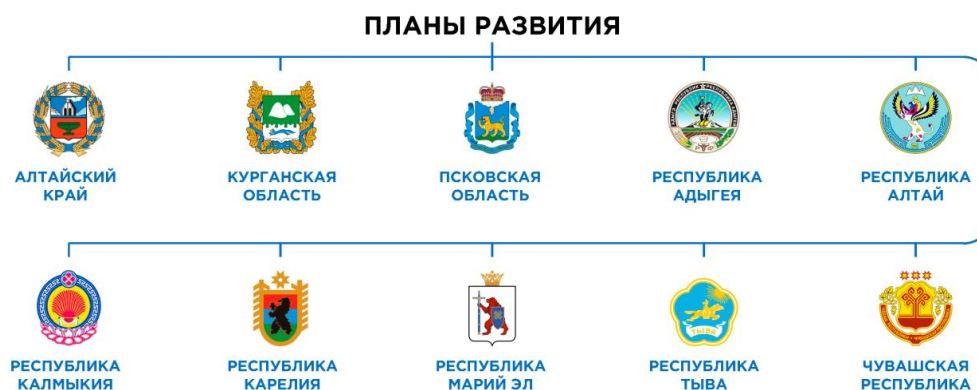 ПЛАНЫ РАЗВИТИЯ
АЛТАЙСКИЙ
КРАЙ
КУРГАНСКАЯ
ОБЛАСТЬ
ПСКОВСКАЯ
ОБЛАСТЬ
РЕСПУБЛИКА
АДЫГЕЯ
РЕСПУБЛИКА
АЛТАЙ
РЕСПУБЛИКА
КАЛМЫКИЯ
РЕСПУБЛИКА
КАРЕЛИЯ
РЕСПУБЛИКА
МАРИЙ ЭЛ
ТЫВА
РЕСПУБЛИКА
ТЫВА
ЧУВАШСКАЯ
РЕСПУБЛИКА